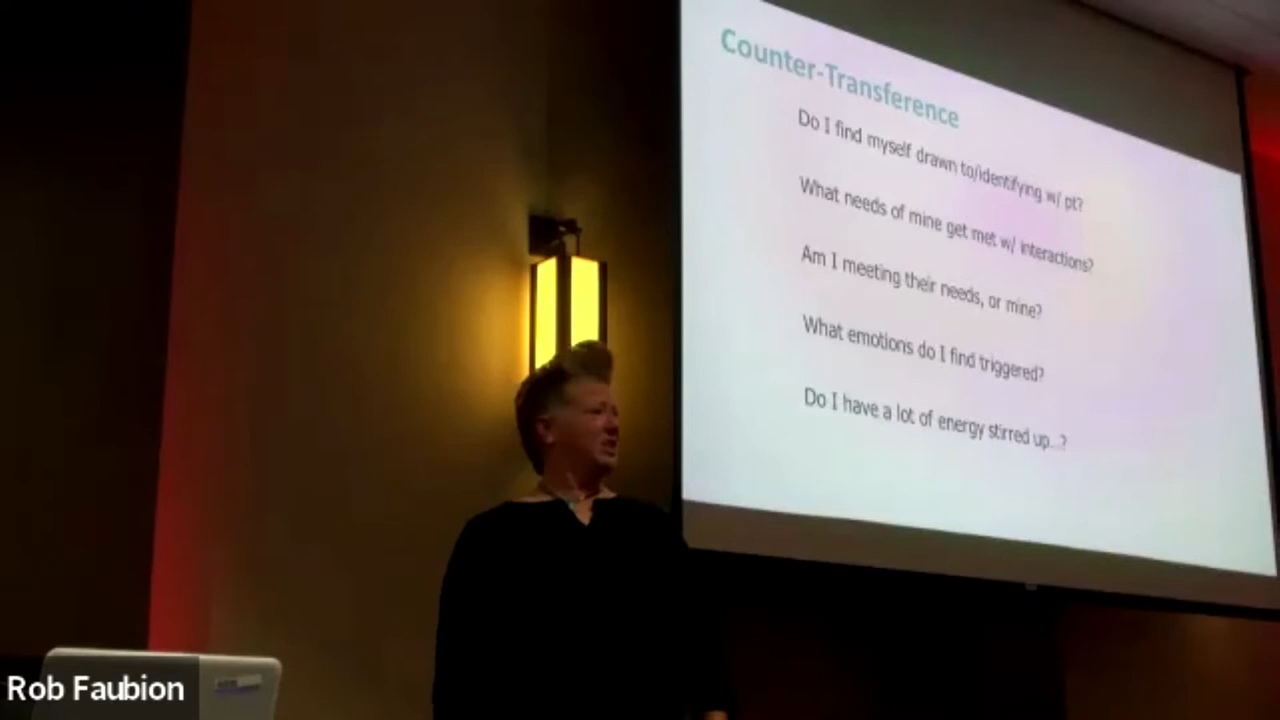 Counter-Transference
Do I find myself drawn to/identifying w/ pt?
What needs of mine get met w/ interactions?
Am I meeting their needs, or mine?
What emotions do I find triggered?
Do I have a lot of energy stirred up...?
Rob Faubion